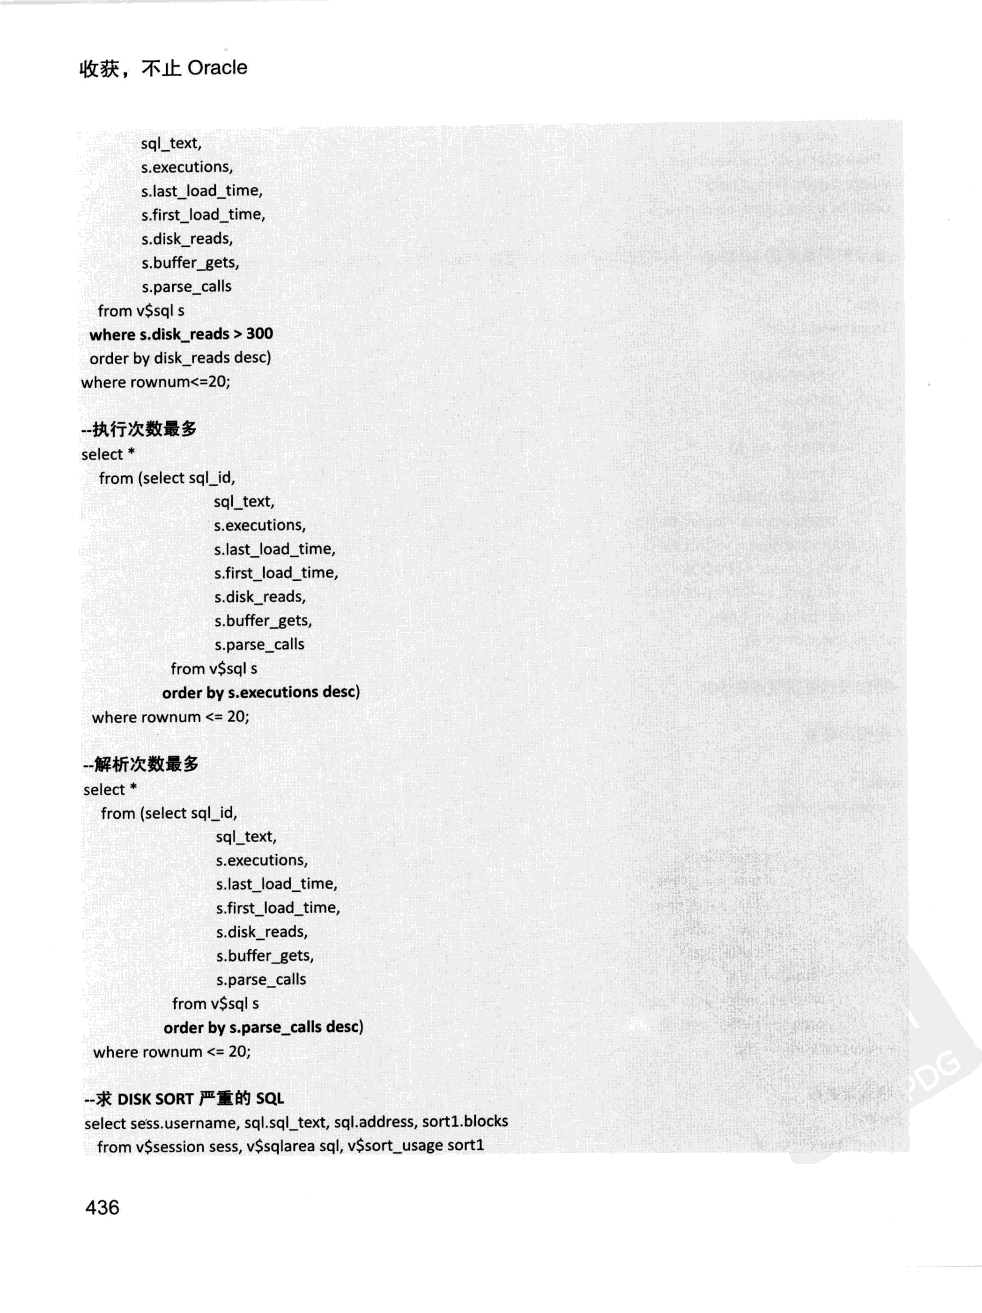 收获，不止 Oracle
sql_text,
s.executions,
s.last_load_time,
s.first_load_time,
s.disk_reads,
s.buffer_gets,
s.parse_calls
from v$sql s
where s.disk_reads > 300
order by disk_reads desc)
where rownum<=20;
--执行次数最多
select *
from (select sql_id,
sql_text,
s.executions,
s.last_load_time,
s.first_load_time,
s.disk_reads,
s.buffer_gets,
s.parse_calls
from v$sql s
order by s.executions desc)
where rownum <= 20;
--解析次数最多
select *
from (select sql_id,
sql_text,
s.executions,
s.last_load_time,
s.first_load_time,
s.disk_reads,
s.buffer_gets,
s.parse_calls
from v$sql s
order by s.parse_calls desc)
where rownum <= 20;
--求 DISK SORT 严重的 SQL
select sess.username, sql.sql_text, sql.address, sort1.blocks
from v$session sess, v$sqlarea sql, v$sort_usage sort1
PDG
436